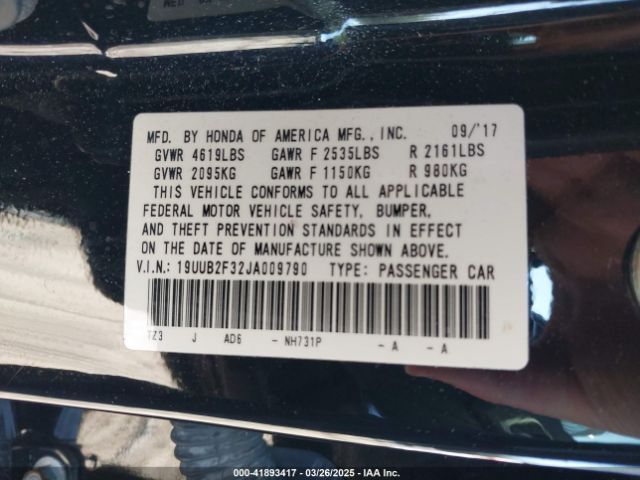 MFD. BY HONDA OF AMERICA MFG., INC. 09/'17
GVWR 4619LBS GAWR F 2535LBS R 2161LBS
GVWR 2095KG GAWR F 1150KG R 980KG
THIS VEHICLE CONFORMS TO ALL APPLICABLE
FEDERAL MOTOR VEHICLE SAFETY, BUMPER,
AND THEFT PREVENTION STANDARDS IN EFFECT
ON THE DATE OF MANUFACTURE SHOWN ABOVE.
V.I.N.: 19UUB2F32JA009790 TYPE: PASSENGER CAR
TZ3 J AD6 - NH731P - A - A
000-41893417 | 03/26/2025 - IAA Inc.